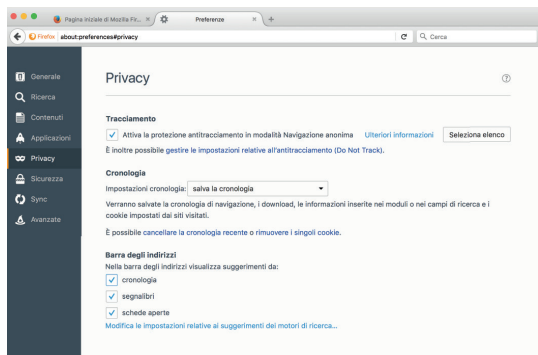 Pagina iniziale di Mozilla Fir...
Preferenze
Firefox about:preferences#privacy
Cerca
Generale
Ricerca
Contenuti
Applicazioni
Privacy
Sicurezza
Sync
Avanzate
Privacy
Tracciamento
Attiva la protezione antitracciamento in modalità Navigazione anonima Ulteriori informazioni Seleziona elenco
È inoltre possibile gestire le impostazioni relative all'antitracciamento (Do Not Track).
Cronologia
Impostazioni cronologia: salva la cronologia
Verranno salvate la cronologia di navigazione, i download, le informazioni inserite nei moduli o nei campi di ricerca e i
cookie impostati dai siti visitati.
È possibile cancellare la cronologia recente o rimuovere i singoli cookie.
Barra degli indirizzi
Nella barra degli indirizzi visualizza suggerimenti da:
cronologia
segnalibri
schede aperte
Modifica le impostazioni relative ai suggerimenti dei motori di ricerca...